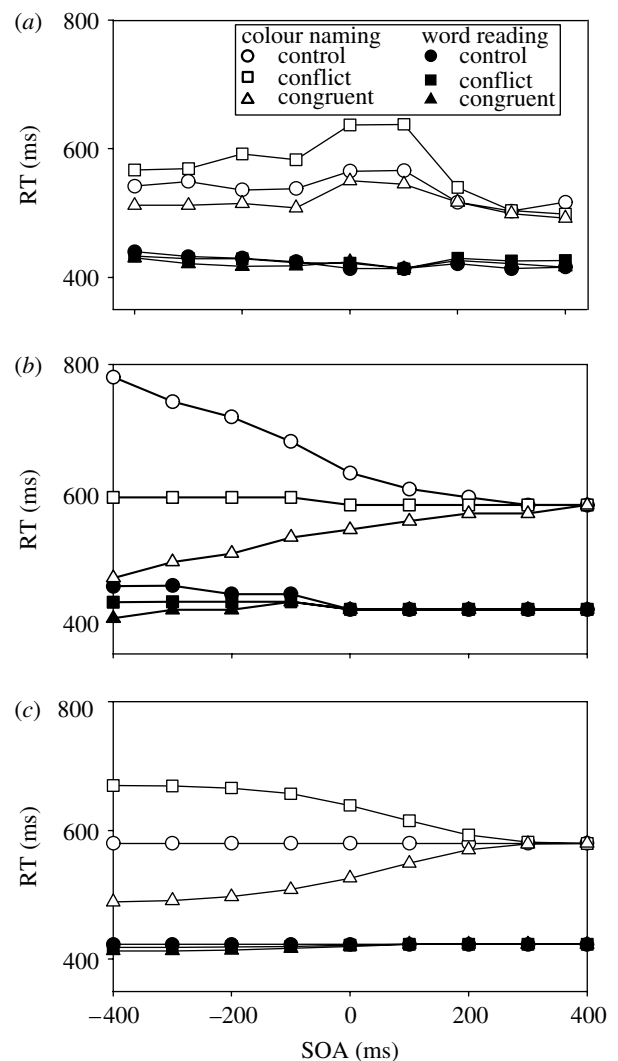 (a)
800
colour naming word reading
control control
conflict conflict
congruent congruent
600
RT (ms)
400
(b)
800
600
RT (ms)
400
(c)
800
600
RT (ms)
400
−400 −200 0 200 400
SOA (ms)